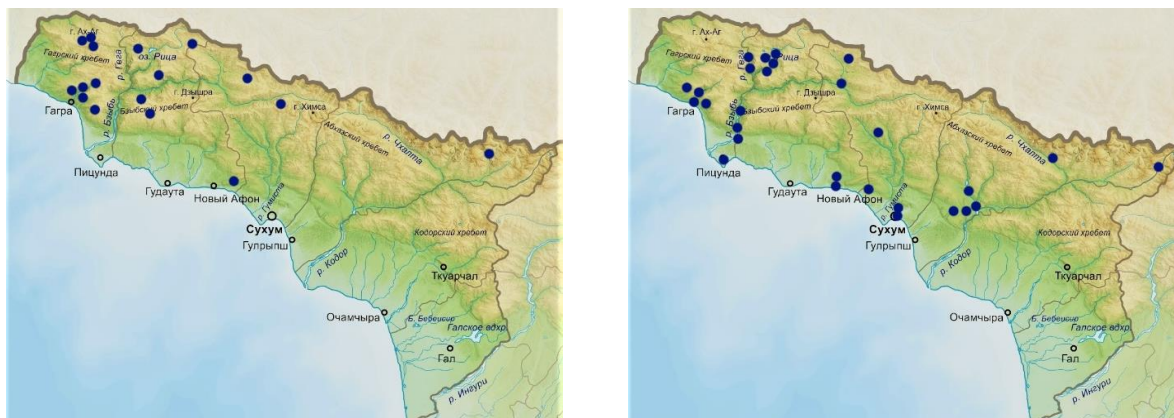 г. Ах-Аг
Гагрский хребет
р. Гега
оз. Рица
г. Дзышра
Бзыбский хребет
Гагра
р. Бзыбь
г. Химса
Абхазский хребет
р. Чхалта
Пицунда
Гудаута
Новый Афон
р. Гумиста
Сухум
Гулрыпш
Кодорский хребет
р. Кодор
Ткуарчал
Очамчыра
Б. Бебеисир
Галское вдхр.
Гал
р. Ингури
г. Ах-Аг
Гагрский хребет
р. Гега
Рица
г. Дзышра
Бзыбский хребет
Гагра
р. Бзыбь
г. Химса
Абхазский хребет
р. Чхалта
Пицунда
Гудаута
Новый Афон
р. Гумиста
Сухум
Гулрыпш
Кодорский хребет
р. Кодор
Ткуарчал
Очамчыра
Б. Бебеисир
Галское вдхр.
Гал
р. Ингури